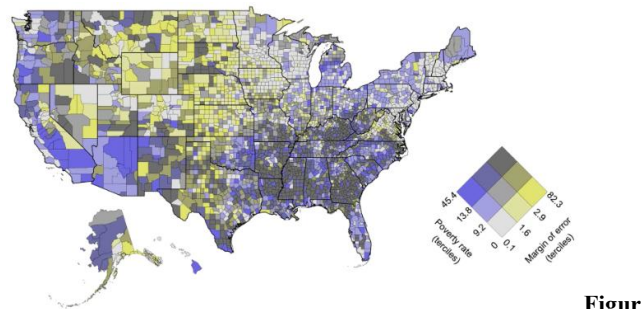 45.4
13.8
9.2
0
Poverty rate
(terciles)
82.3
2.9
1.6
0.1
Margin of error
(terciles)
Figur